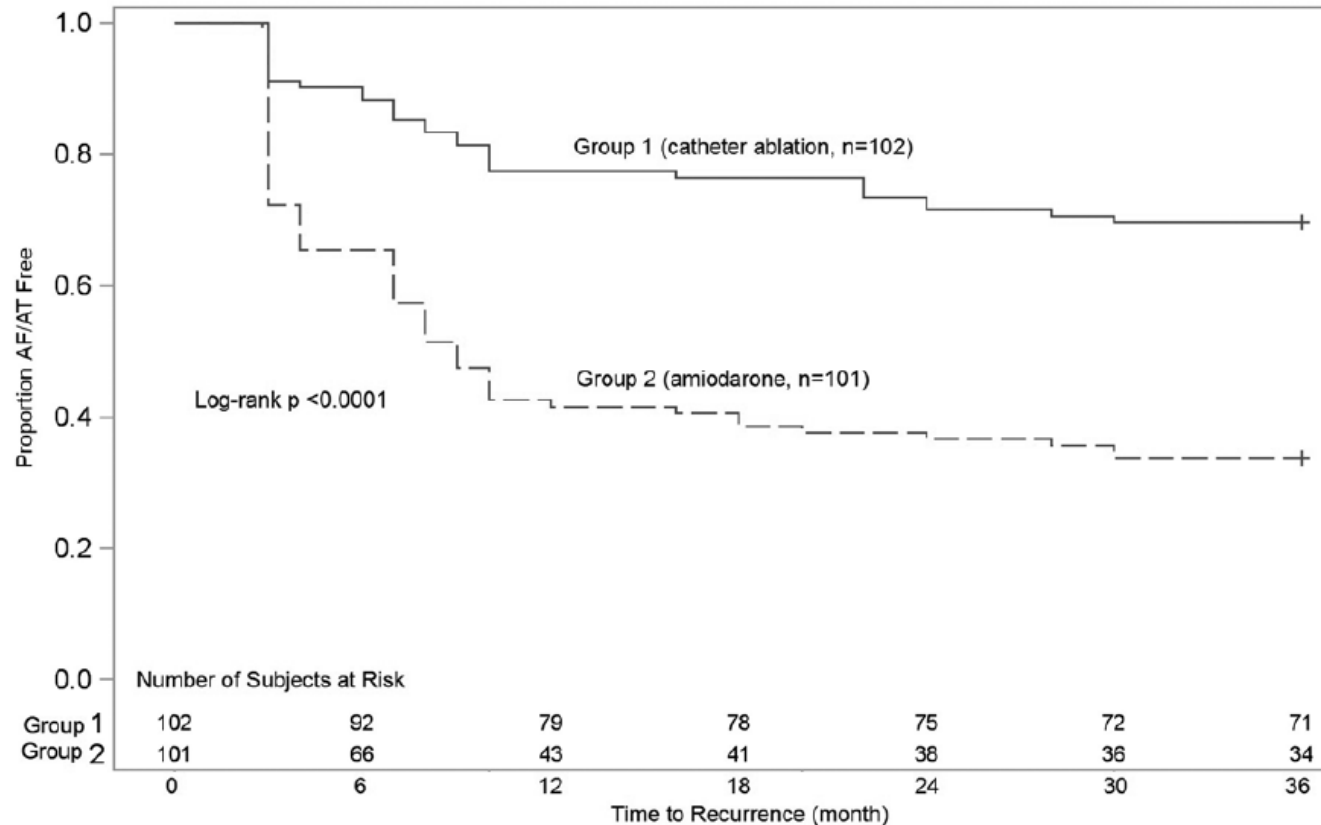 1.0
0.8
0.6
0.4
0.2
0.0
Proportion AF/AT Free
Group 1 (catheter ablation, n=102)
Group 2 (amiodarone, n=101)
Log-rank p <0.0001
Number of Subjects at Risk
Group 1 102 92 79 78 75 72 71
Group 2 101 66 43 41 38 36 34
0 6 12 18 24 30 36
Time to Recurrence (month)